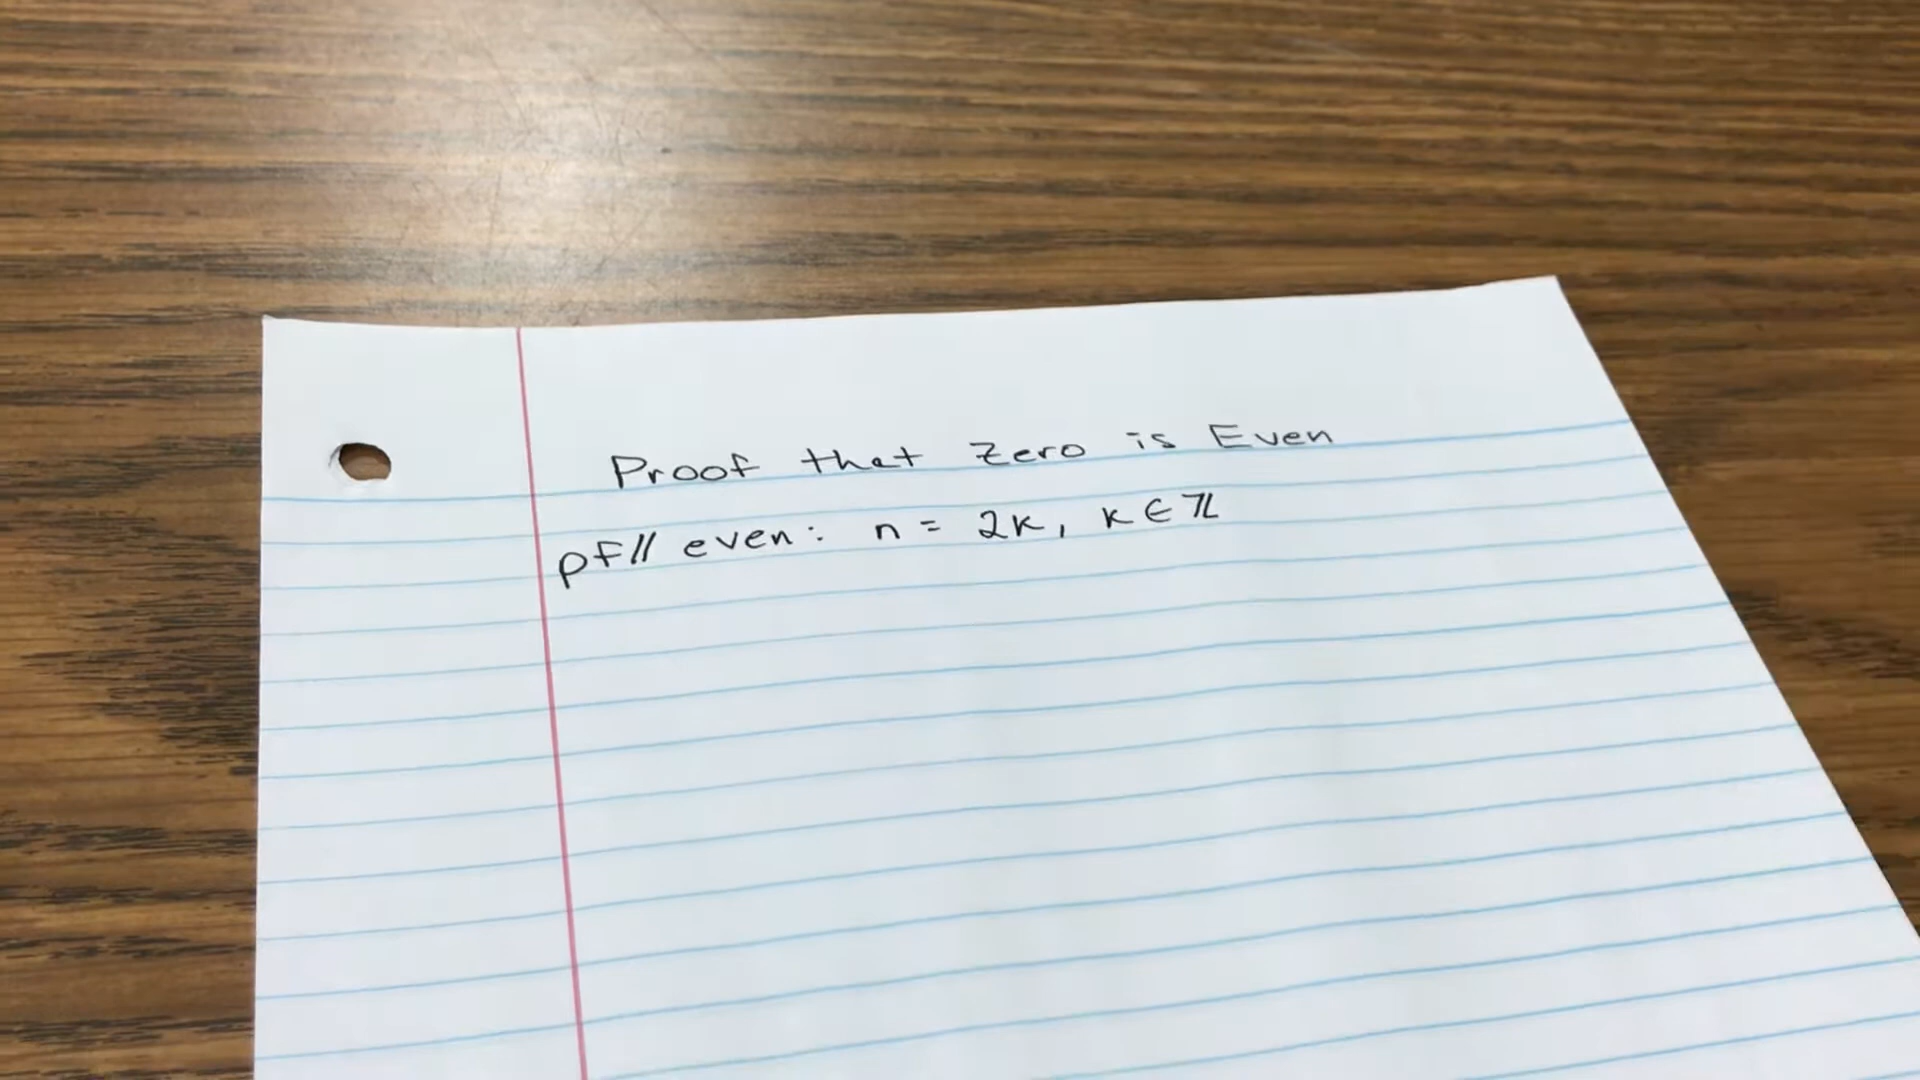 Proof that Zero is Even
pf// even: n = 2k, k ∈ ℤ